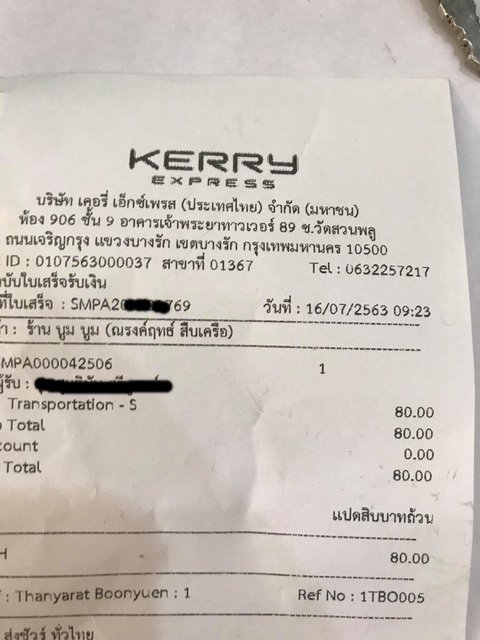 KERRY
EXPRESS
บริษัท เคอรี่ เอ็กซ์เพรส (ประเทศไทย) จำกัด (มหาชน)
ห้อง 906 ชั้น 9 อาคารเจ้าพระยาทาวเวอร์ 89 ซ.วัดสวนพลู
ถนนเจริญกรุง แขวงบางรัก เขตบางรัก กรุงเทพมหานคร 10500
ID : 0107563000037 สาขาที่ 01367 Tel : 0632257217
บับใบเสร็จรับเงิน
ที่ใบเสร็จ : SMPA20 769 วันที่ : 16/07/2563 09:23
: ร้าน บูม บูม (ณรงค์ฤทธ์ สืบเครือ)
SMPA000042506 1
ผู้รับ :
Transportation - S 80.00
Total 80.00
count 0.00
Total 80.00
แปดสิบบาทถ้วน
H 80.00
: Thanyarat Boonyuen : 1 Ref No : 1TBO005
ส่งชัวร์ ทั่วไทย